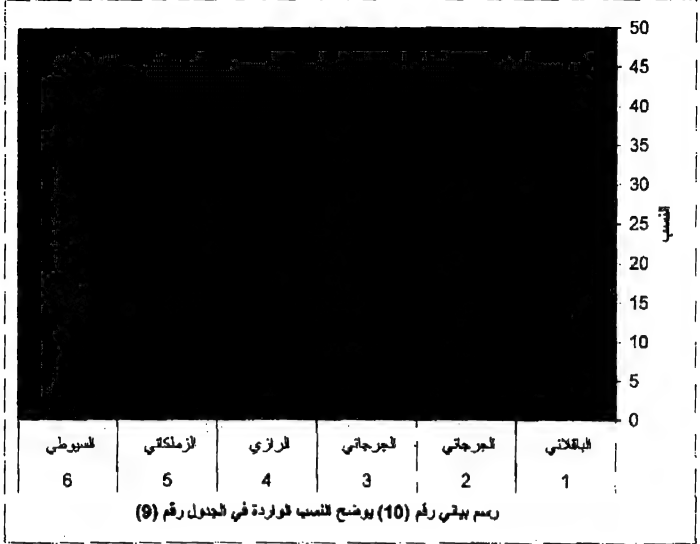 50
45
40
35
30
25
20
15
10
5
0
النسب
الباقلاني الجرجاني الجرجاني الرازي الزملكاني السيوطي
1 2 3 4 5 6
رسم بياني رقم (10) يوضح النسب الواردة في الجدول رقم (9)